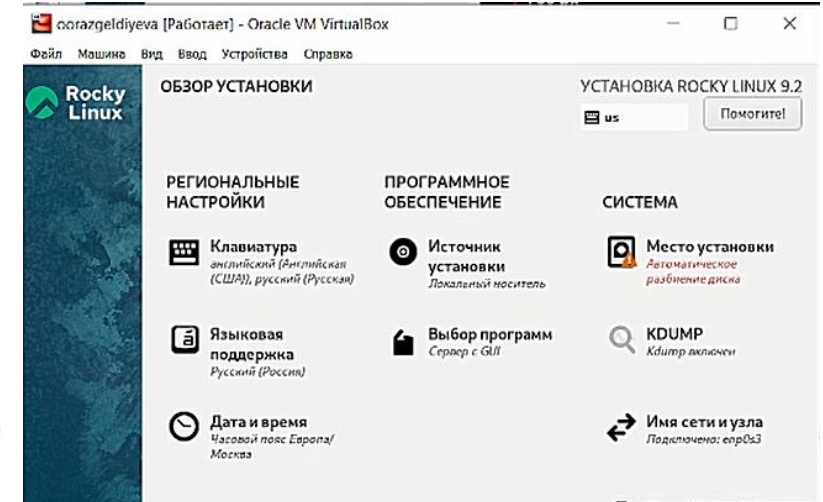 oorazgeldiyeva [Работает] - Oracle VM VirtualBox
Файл Машина Вид Ввод Устройства Справка
Rocky
Linux
ОБЗОР УСТАНОВКИ
УСТАНОВКА ROCKY LINUX 9.2
us
Помогите!
РЕГИОНАЛЬНЫЕ
НАСТРОЙКИ
Клавиатура
английский (Английская
(США)), русский (Русская)
Языковая
поддержка
Русский (Россия)
Дата и время
Часовой пояс Европа/
Москва
ПРОГРАММНОЕ
ОБЕСПЕЧЕНИЕ
Источник
установки
Локальный носитель
Выбор программ
Сервер с GUI
СИСТЕМА
Место установки
Автоматическое
разбиение диска
KDUMP
Kdump включен
Имя сети и узла
Подключено: enp0s3